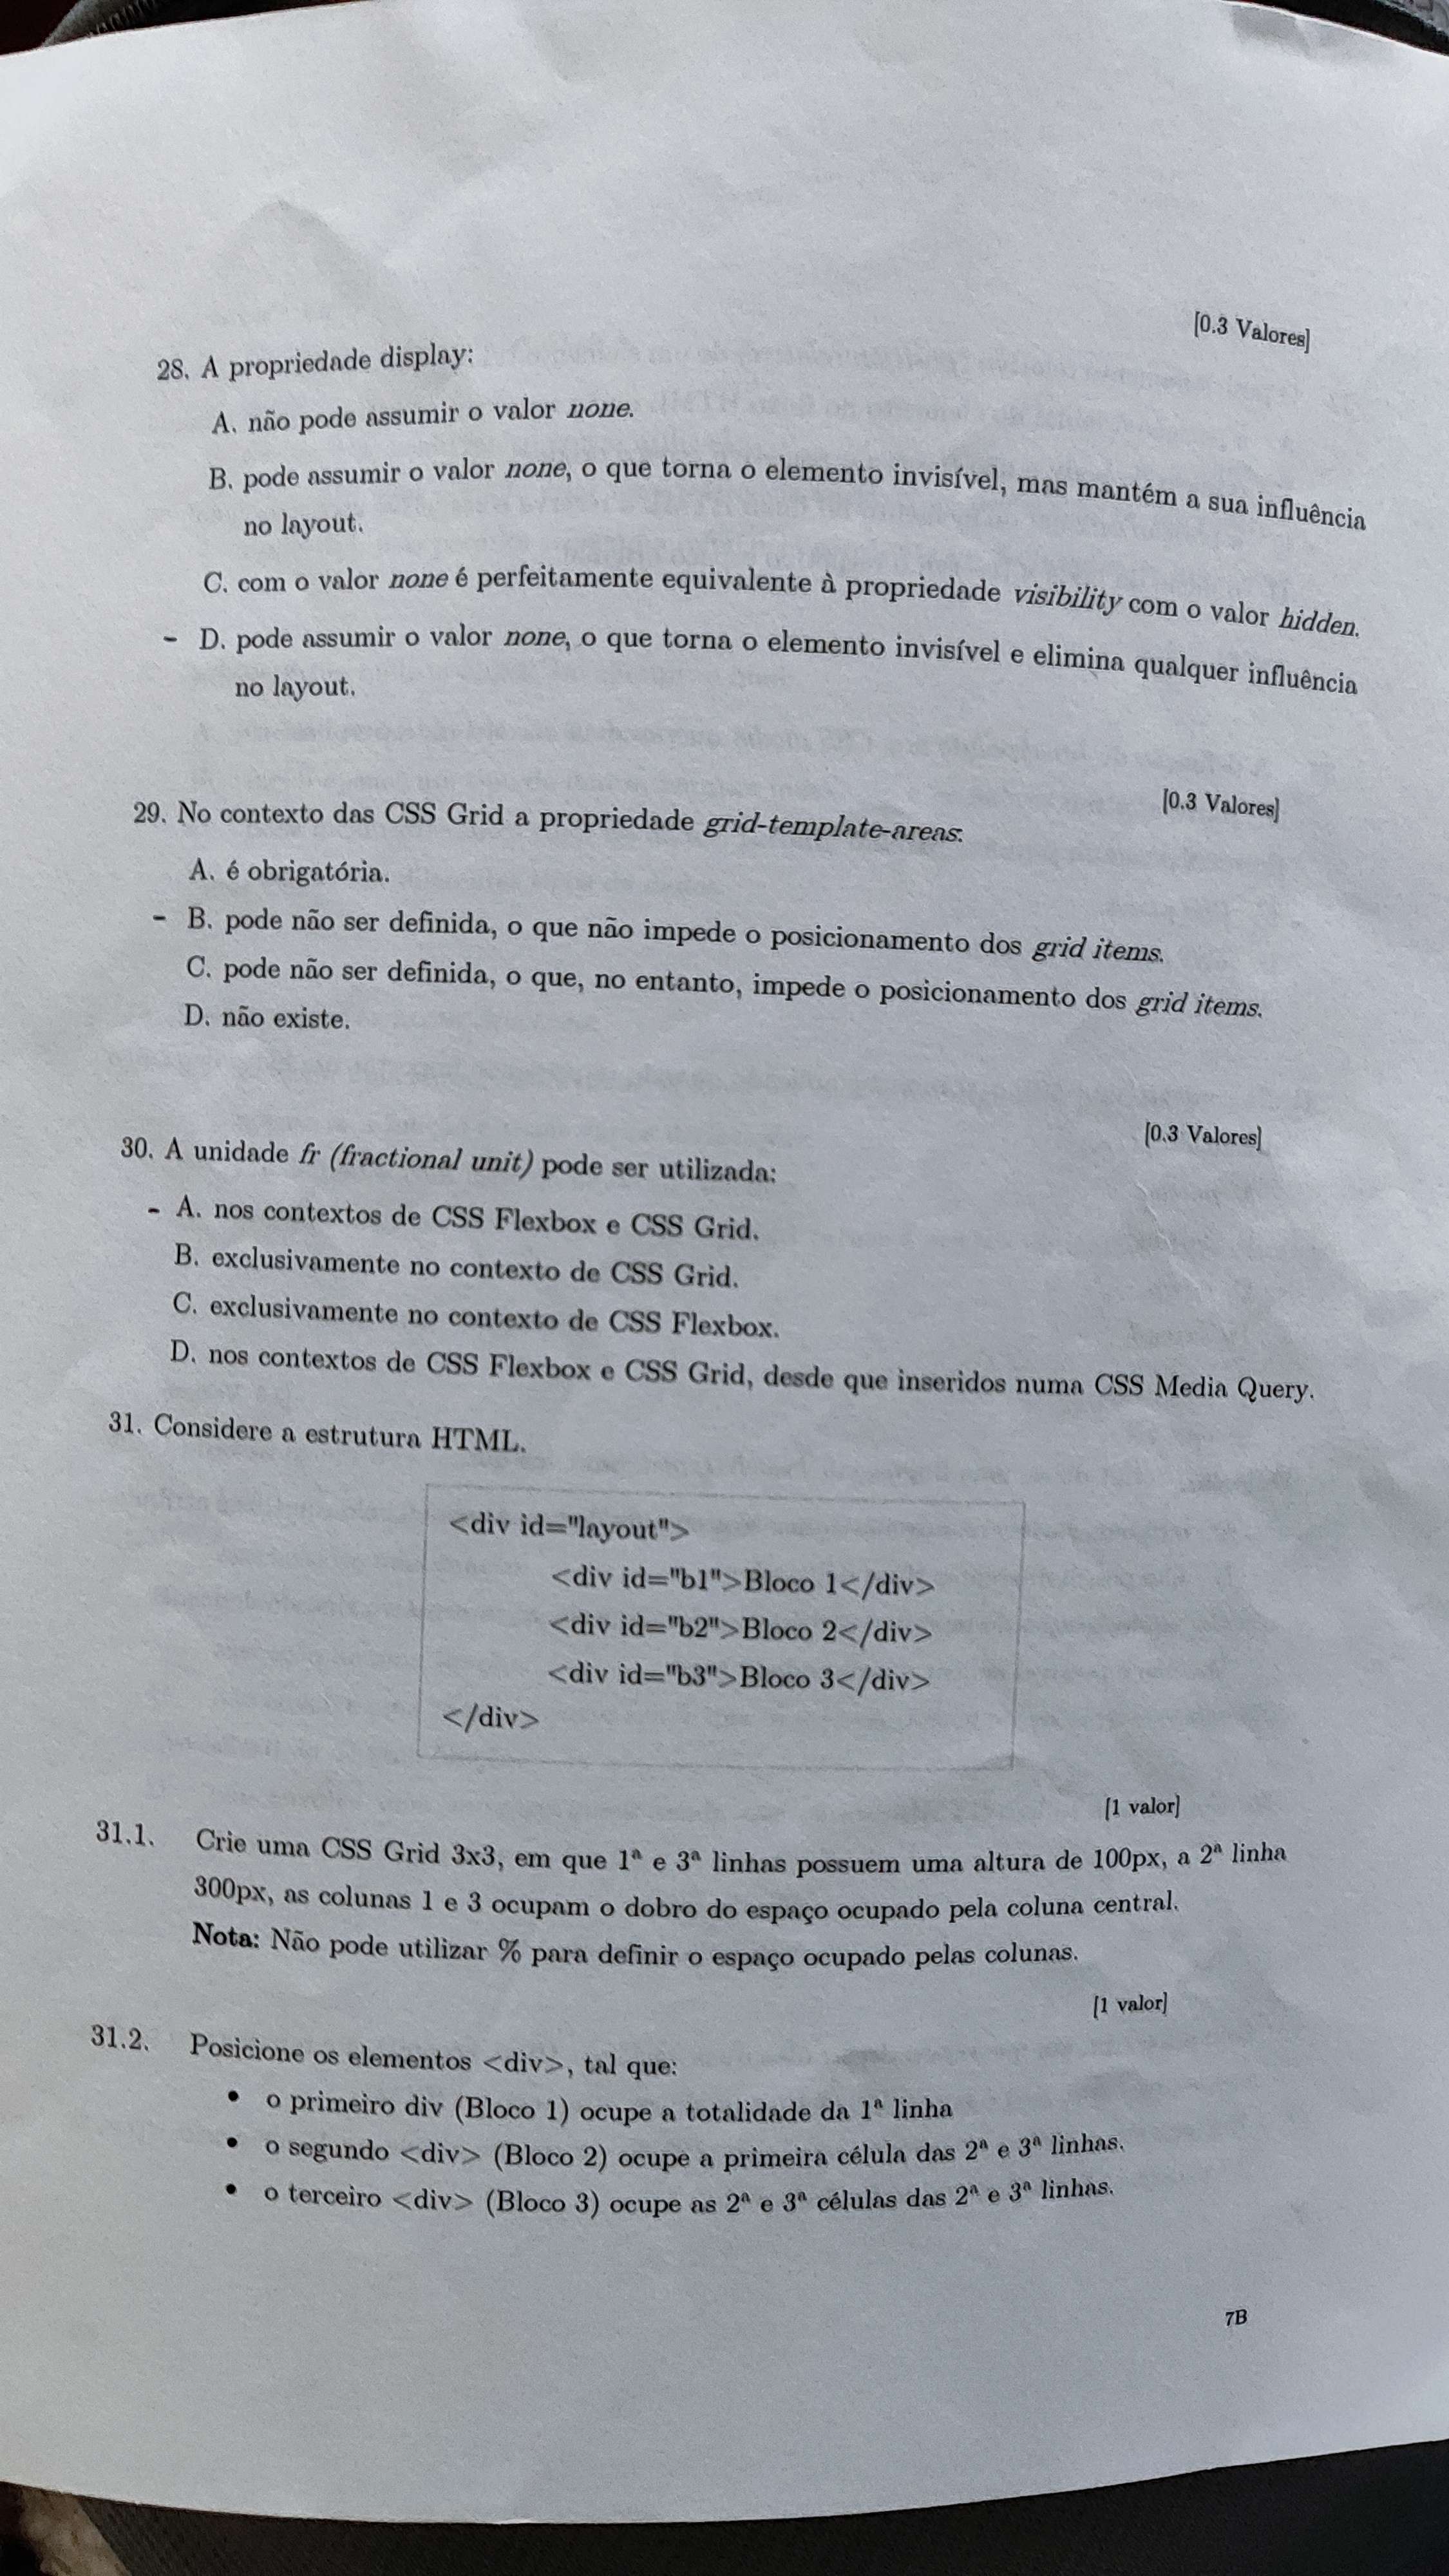 [0.3 Valores]
28. A propriedade display:
A. não pode assumir o valor none.
B. pode assumir o valor none, o que torna o elemento invisível, mas mantém a sua influência
no layout.
C. com o valor none é perfeitamente equivalente à propriedade visibility com o valor hidden.
- D. pode assumir o valor none, o que torna o elemento invisível e elimina qualquer influência
no layout.
[0.3 Valores]
29. No contexto das CSS Grid a propriedade grid-template-areas:
A. é obrigatória.
- B. pode não ser definida, o que não impede o posicionamento dos grid items.
C. pode não ser definida, o que, no entanto, impede o posicionamento dos grid items.
D. não existe.
[0.3 Valores]
30. A unidade fr (fractional unit) pode ser utilizada:
- A. nos contextos de CSS Flexbox e CSS Grid.
B. exclusivamente no contexto de CSS Grid.
C. exclusivamente no contexto de CSS Flexbox.
D. nos contextos de CSS Flexbox e CSS Grid, desde que inseridos numa CSS Media Query.
31. Considere a estrutura HTML.
<div id="layout">
<div id="b1">Bloco 1</div>
<div id="b2">Bloco 2</div>
<div id="b3">Bloco 3</div>
</div>
[1 valor]
31.1. Crie uma CSS Grid 3x3, em que 1ª e 3ª linhas possuem uma altura de 100px, a 2ª linha
300px, as colunas 1 e 3 ocupam o dobro do espaço ocupado pela coluna central.
Nota: Não pode utilizar % para definir o espaço ocupado pelas colunas.
[1 valor]
31.2. Posicione os elementos <div>, tal que:
• o primeiro div (Bloco 1) ocupe a totalidade da 1ª linha
• o segundo <div> (Bloco 2) ocupe a primeira célula das 2ª e 3ª linhas.
• o terceiro <div> (Bloco 3) ocupe as 2ª e 3ª células das 2ª e 3ª linhas.
7B